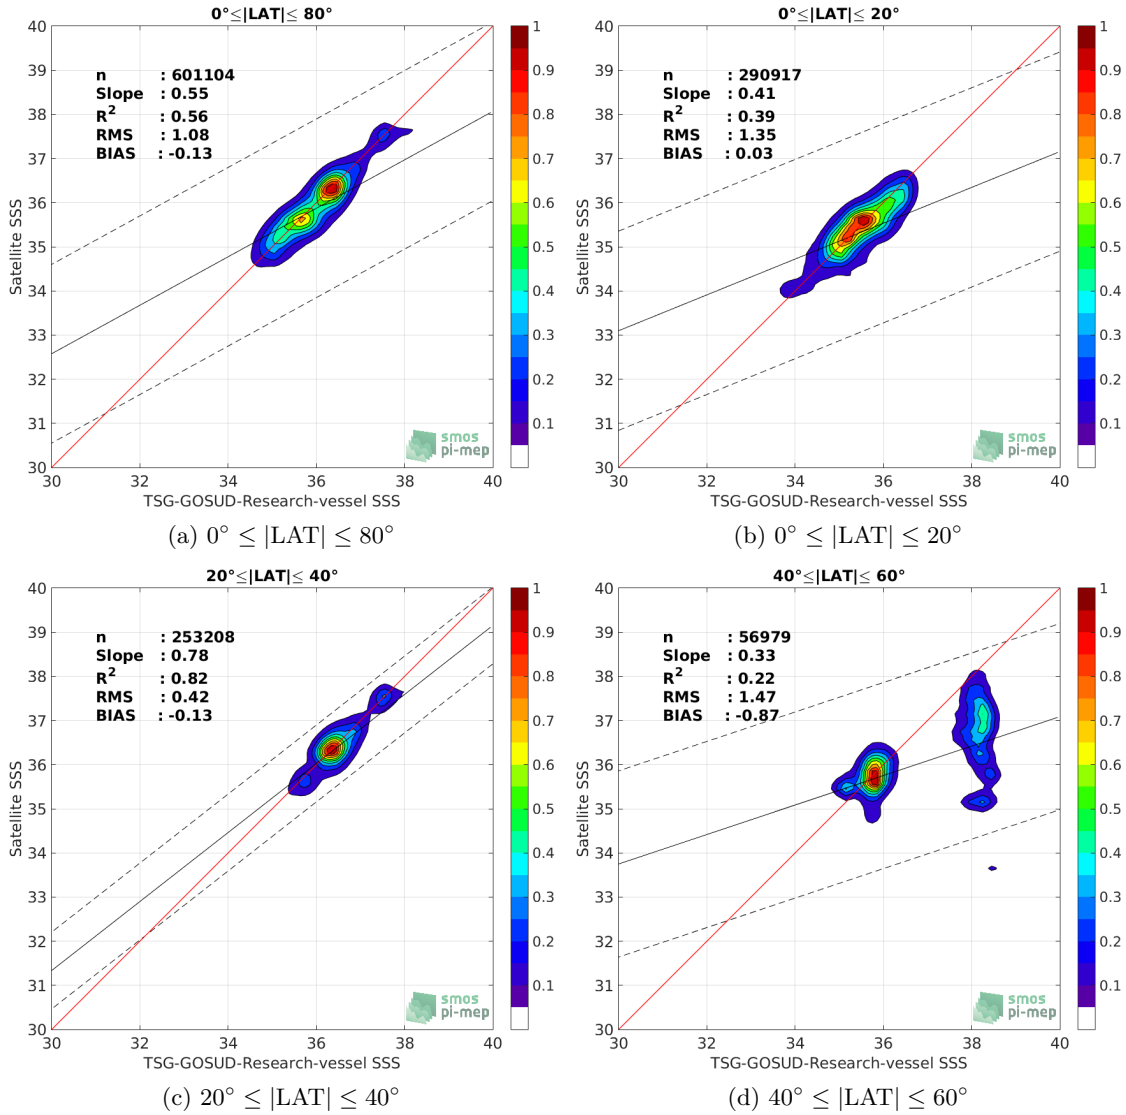 0°≤|LAT|≤ 80°
n : 601104
Slope : 0.55
R² : 0.56
RMS : 1.08
BIAS : -0.13
40
39
38
37
36
35
34
33
32
31
30
30 32 34 36 38 40
Satellite SSS
TSG-GOSUD-Research-vessel SSS
1
0.9
0.8
0.7
0.6
0.5
0.4
0.3
0.2
0.1
smos
pi-mep
(a) 0° ≤ |LAT| ≤ 80°
0°≤|LAT|≤ 20°
n : 290917
Slope : 0.41
R² : 0.39
RMS : 1.35
BIAS : 0.03
40
39
38
37
36
35
34
33
32
31
30
30 32 34 36 38 40
Satellite SSS
TSG-GOSUD-Research-vessel SSS
1
0.9
0.8
0.7
0.6
0.5
0.4
0.3
0.2
0.1
smos
pi-mep
(b) 0° ≤ |LAT| ≤ 20°
20°≤|LAT|≤ 40°
n : 253208
Slope : 0.78
R² : 0.82
RMS : 0.42
BIAS : -0.13
40
39
38
37
36
35
34
33
32
31
30
30 32 34 36 38 40
Satellite SSS
TSG-GOSUD-Research-vessel SSS
1
0.9
0.8
0.7
0.6
0.5
0.4
0.3
0.2
0.1
smos
pi-mep
(c) 20° ≤ |LAT| ≤ 40°
40°≤|LAT|≤ 60°
n : 56979
Slope : 0.33
R² : 0.22
RMS : 1.47
BIAS : -0.87
40
39
38
37
36
35
34
33
32
31
30
30 32 34 36 38 40
Satellite SSS
TSG-GOSUD-Research-vessel SSS
1
0.9
0.8
0.7
0.6
0.5
0.4
0.3
0.2
0.1
smos
pi-mep
(d) 40° ≤ |LAT| ≤ 60°